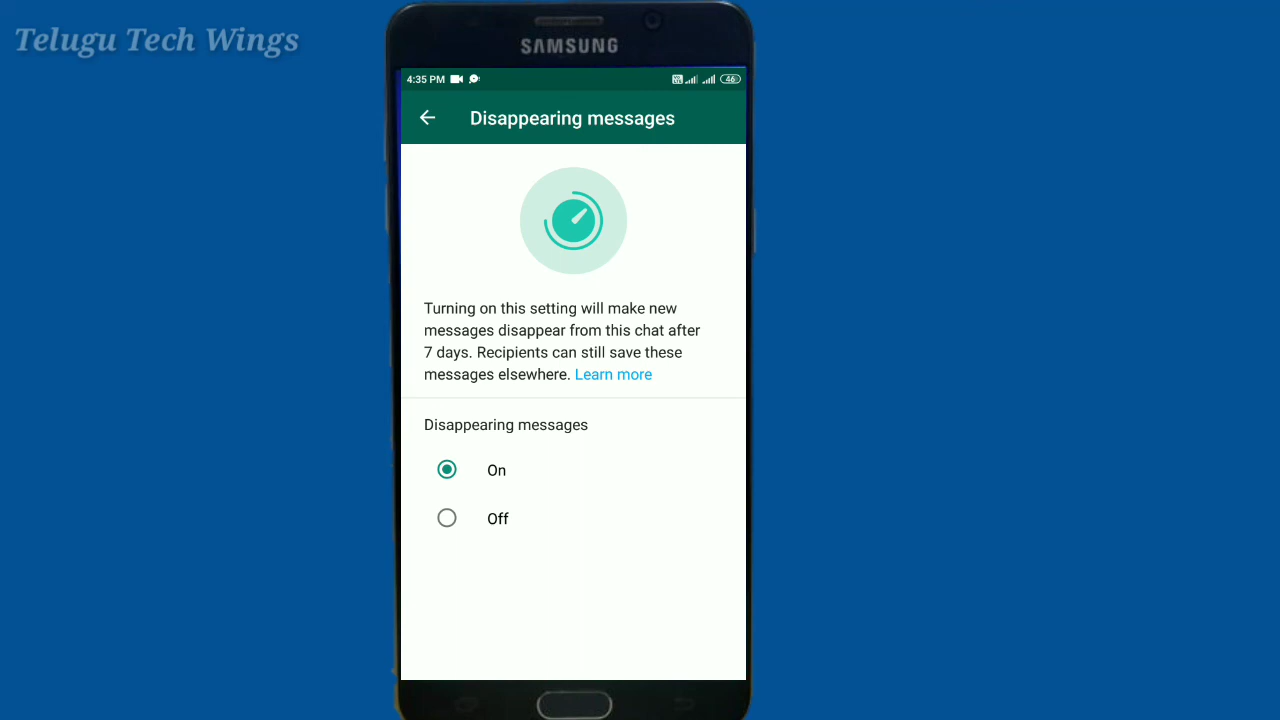 Telugu Tech Wings
SAMSUNG
4:35 PM
46
Disappearing messages
Turning on this setting will make new
messages disappear from this chat after
7 days. Recipients can still save these
messages elsewhere. Learn more
Disappearing messages
On
Off